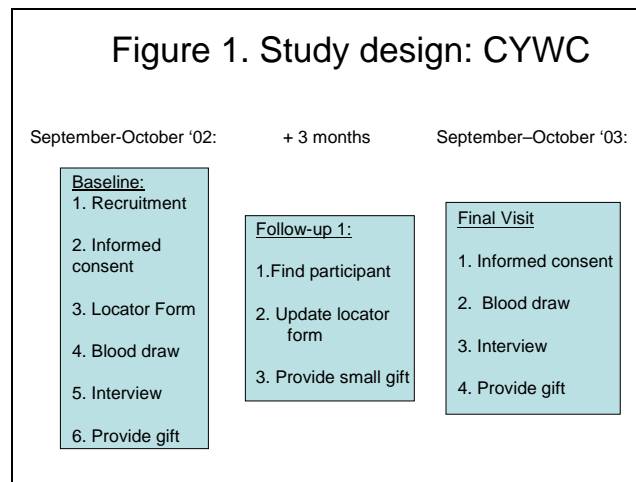 Figure 1. Study design: CYWC
September-October ‘02:
+ 3 months
September–October ‘03:
Baseline:
1. Recruitment
2. Informed
consent
3. Locator Form
4. Blood draw
5. Interview
6. Provide gift
Follow-up 1:
1.Find participant
2. Update locator
form
3. Provide small gift
Final Visit
1. Informed consent
2. Blood draw
3. Interview
4. Provide gift